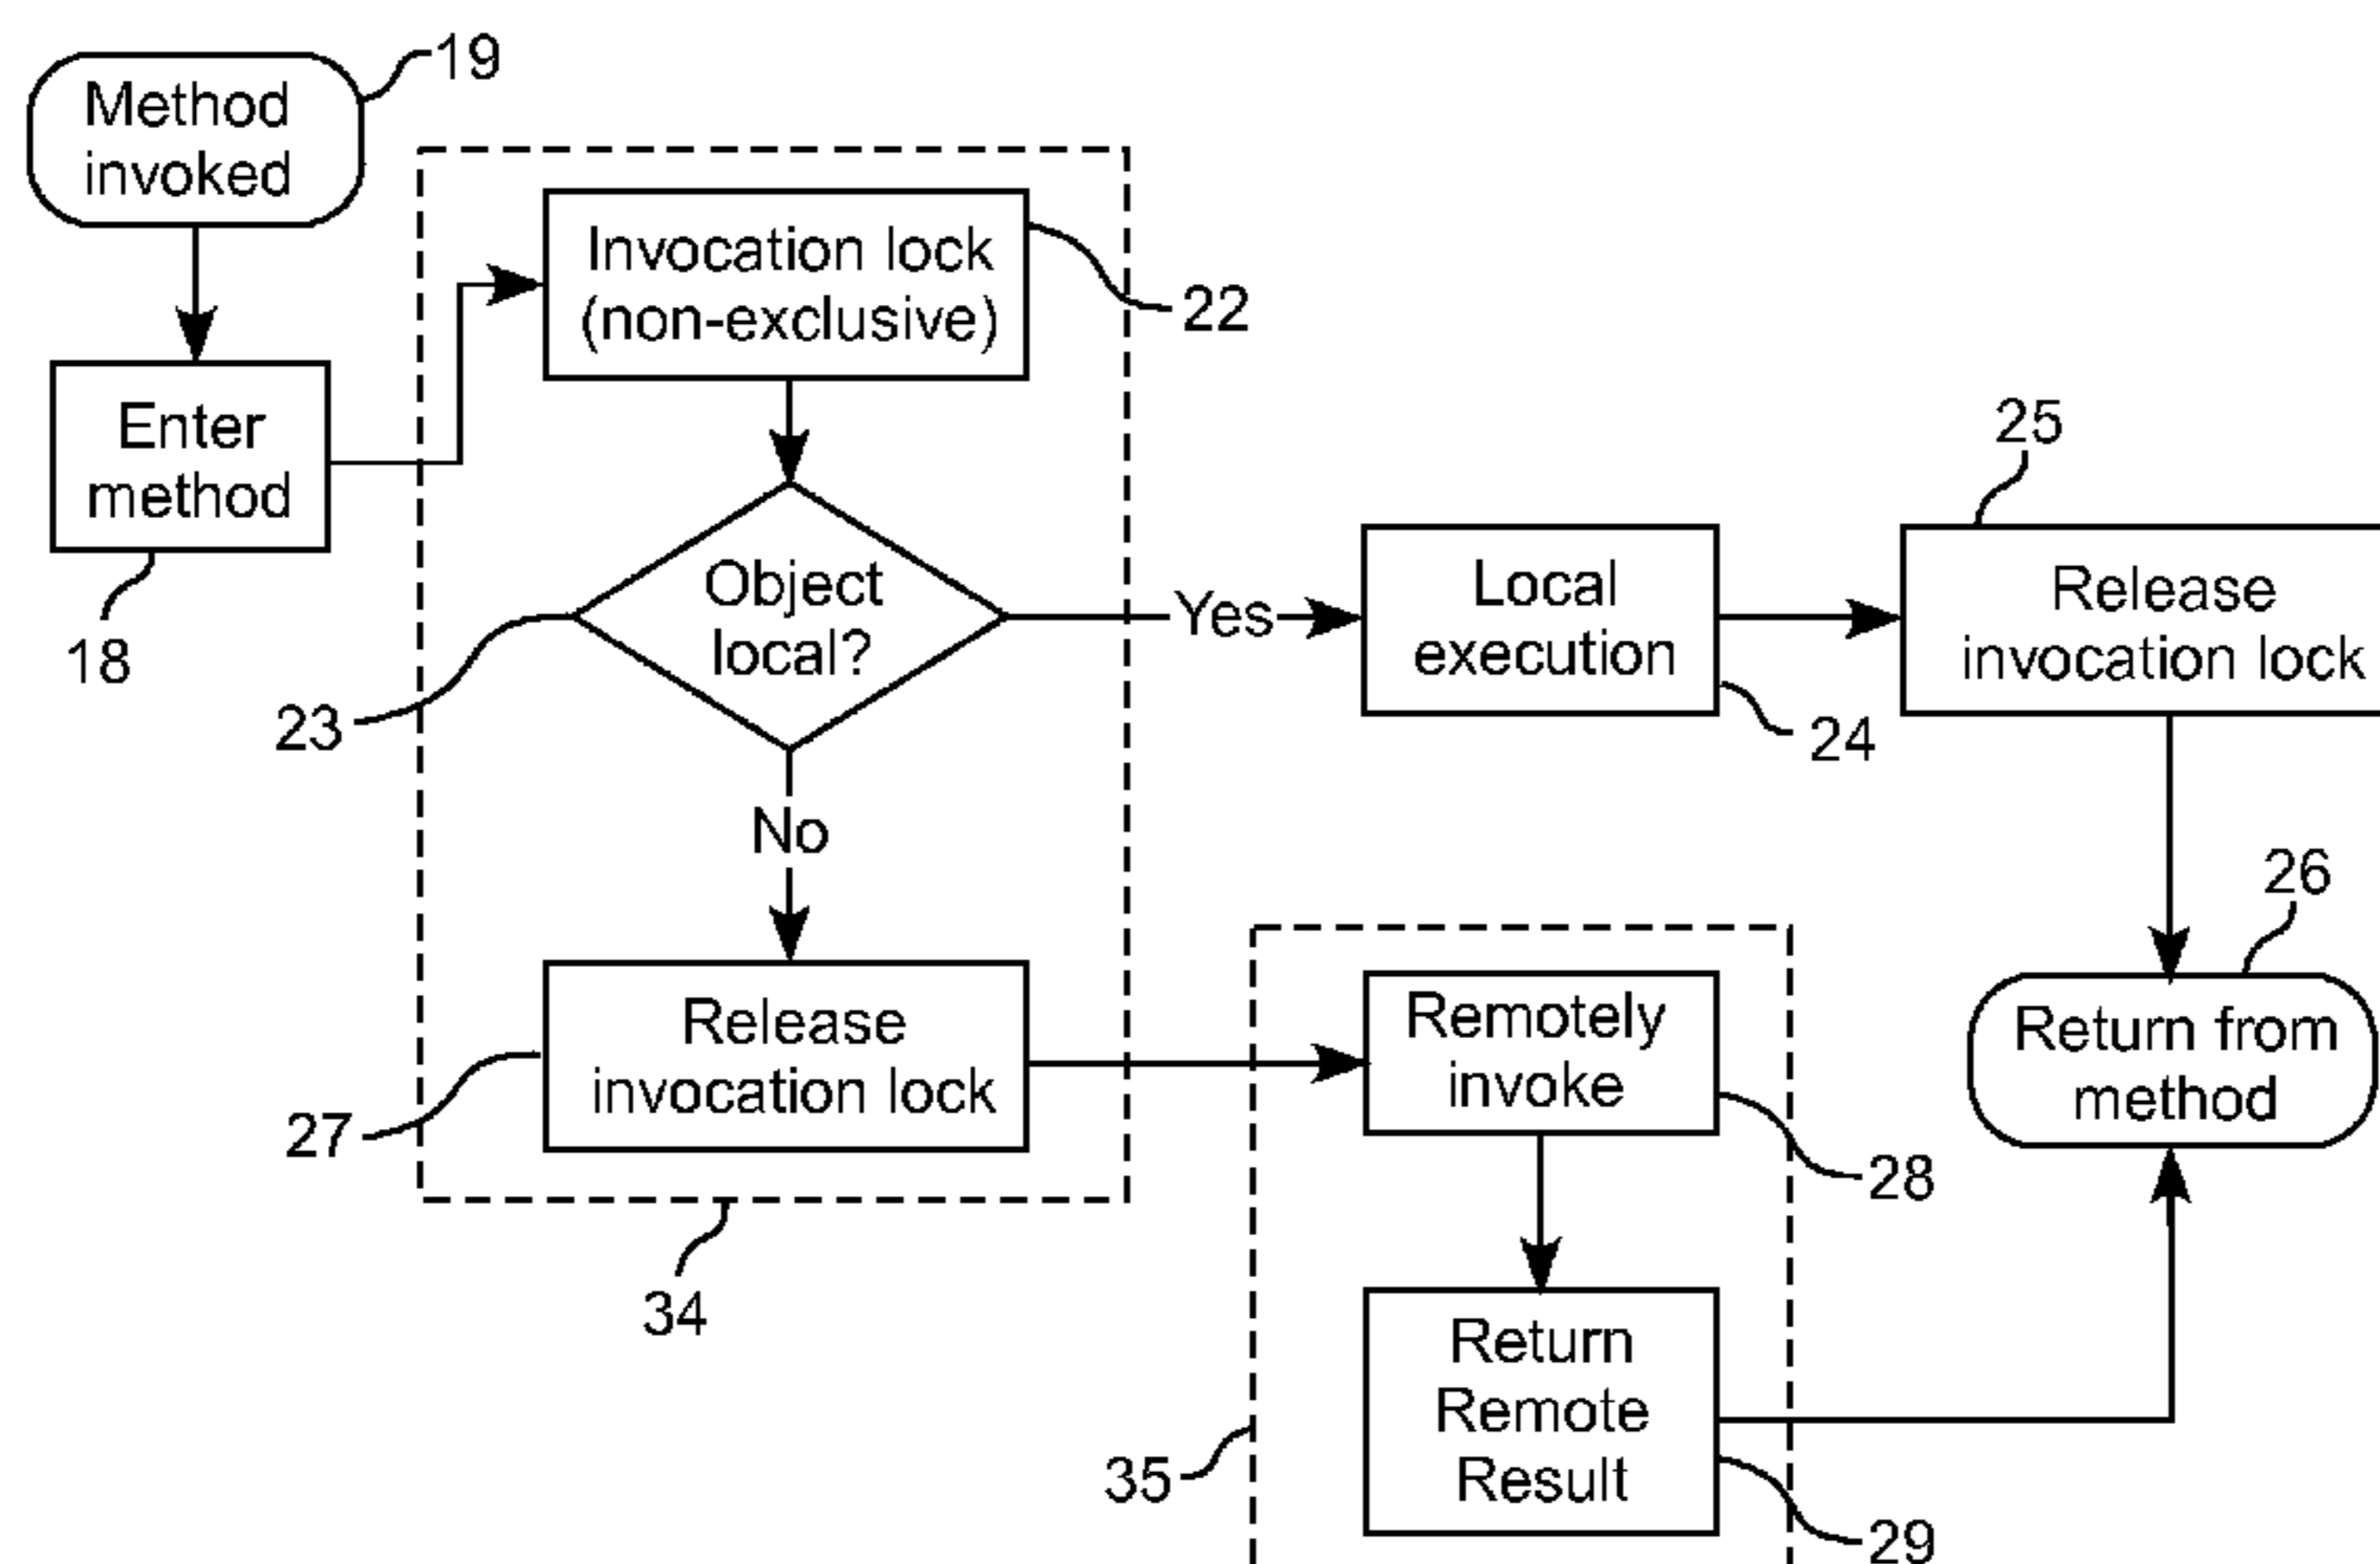 Method
invoked
19
Enter
method
18
Invocation lock
(non-exclusive)
22
Object
local?
23
Yes
No
Local
execution
24
Release
invocation lock
25
Release
invocation lock
27
34
Remotely
invoke
28
Return
Remote
Result
29
35
Return from
method
26